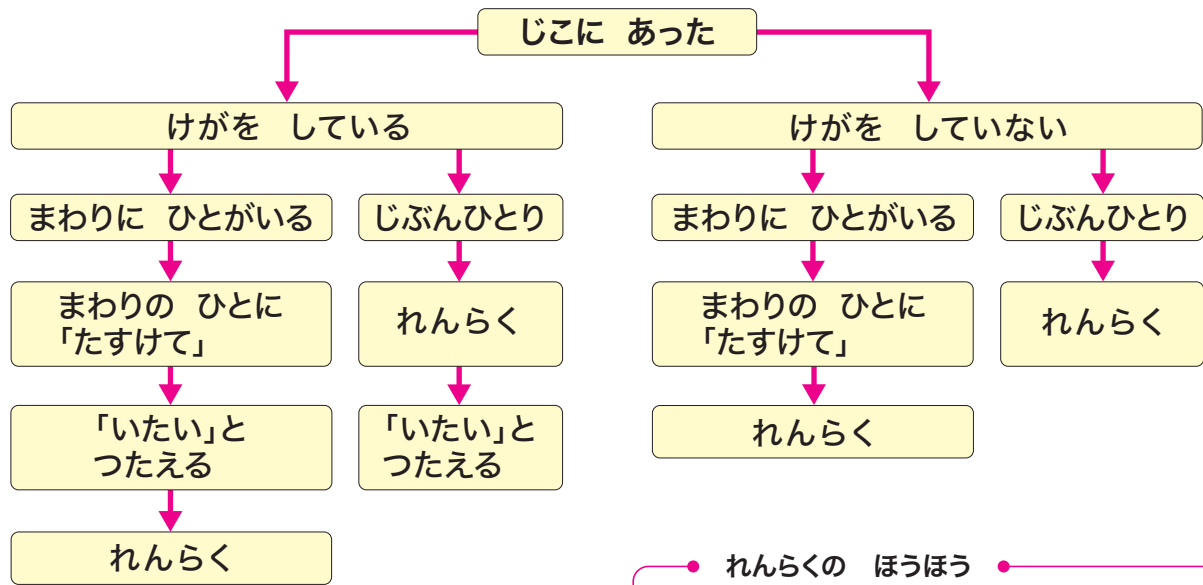 じこに あった
けがを している
けがを していない
まわりに ひとがいる
じぶんひとり
まわりに ひとがいる
じぶんひとり
まわりの ひとに
「たすけて」
れんらく
まわりの ひとに
「たすけて」
れんらく
「いたい」と
つたえる
「いたい」と
つたえる
れんらく
れんらく
れんらくの ほうほう